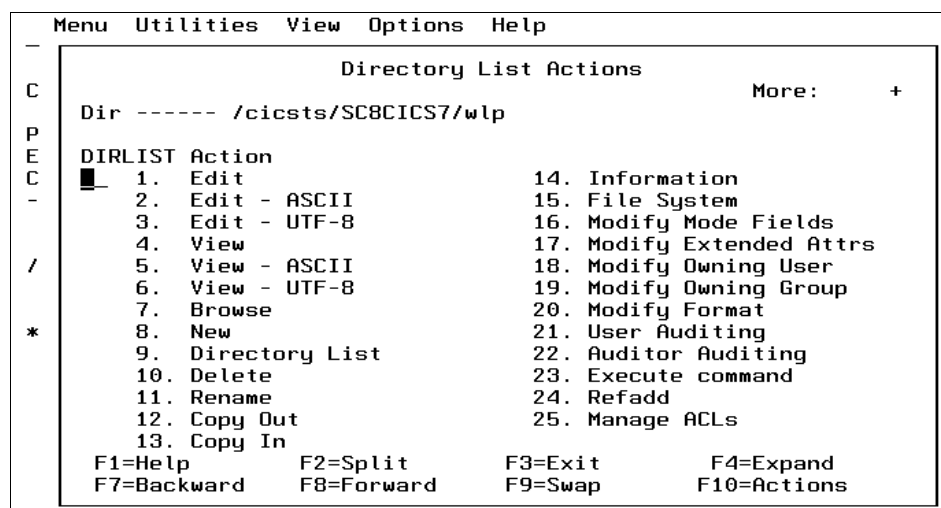 Menu  Utilities  View  Options  Help
Directory List Actions
C  More:     +
Dir ------ /cicsts/SC8CICS7/wlp
P
E  DIRLIST Action
C  __  1.  Edit  14. Information
-  2.  Edit - ASCII  15. File System
3.  Edit - UTF-8  16. Modify Mode Fields
4.  View  17. Modify Extended Attrs
/  5.  View - ASCII  18. Modify Owning User
6.  View - UTF-8  19. Modify Owning Group
7.  Browse  20. Modify Format
*  8.  New  21. User Auditing
9.  Directory List  22. Auditor Auditing
10. Delete  23. Execute command
11. Rename  24. Refadd
12. Copy Out  25. Manage ACLs
13. Copy In
F1=Help  F2=Split  F3=Exit  F4=Expand
F7=Backward  F8=Forward  F9=Swap  F10=Actions